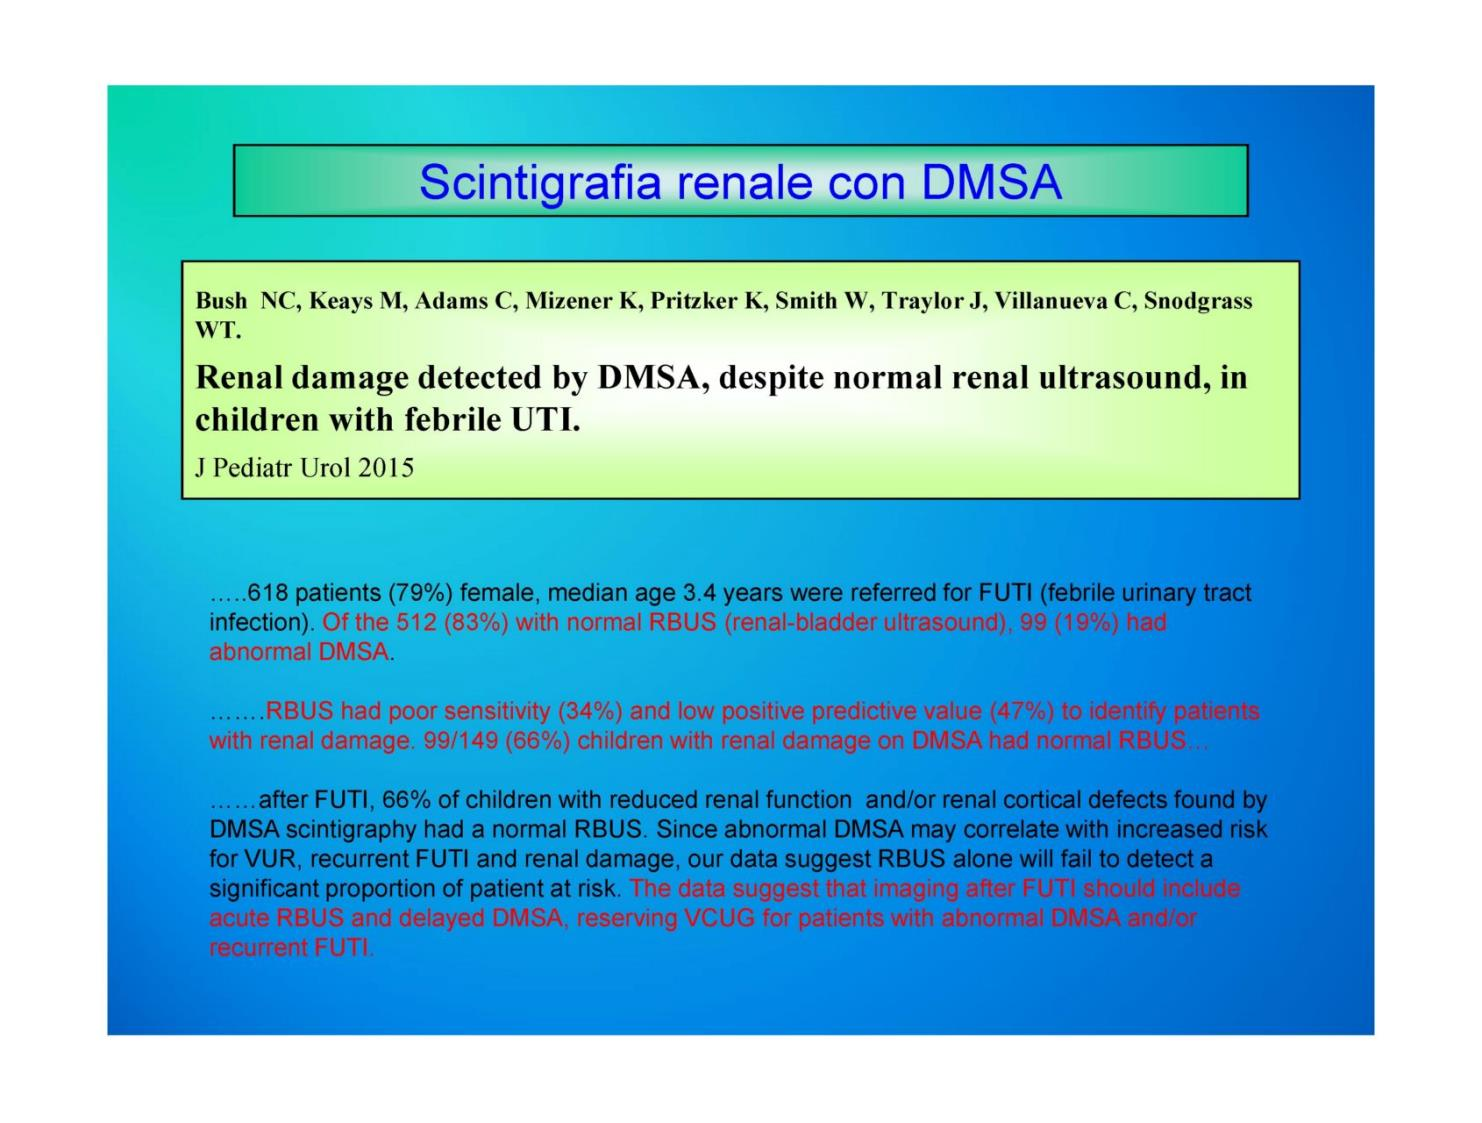 Scintigrafia renale con DMSA
Bush  NC, Keays M, Adams C, Mizener K, Pritzker K, Smith W, Traylor J, Villanueva C, Snodgrass
WT.
Renal damage detected by DMSA, despite normal renal ultrasound, in
children with febrile UTI.
J Pediatr Urol 2015
…..618 patients (79%) female, median age 3.4 years were referred for FUTI (febrile urinary tract
infection). Of the 512 (83%) with normal RBUS (renal-bladder ultrasound), 99 (19%) had
abnormal DMSA.
…….RBUS had poor sensitivity (34%) and low positive predictive value (47%) to identify patients
with renal damage. 99/149 (66%) children with renal damage on DMSA had normal RBUS…
……after FUTI, 66% of children with reduced renal function  and/or renal cortical defects found by
DMSA scintigraphy had a normal RBUS. Since abnormal DMSA may correlate with increased risk
for VUR, recurrent FUTI and renal damage, our data suggest RBUS alone will fail to detect a
significant proportion of patient at risk. The data suggest that imaging after FUTI should include
acute RBUS and delayed DMSA, reserving VCUG for patients with abnormal DMSA and/or
recurrent FUTI.